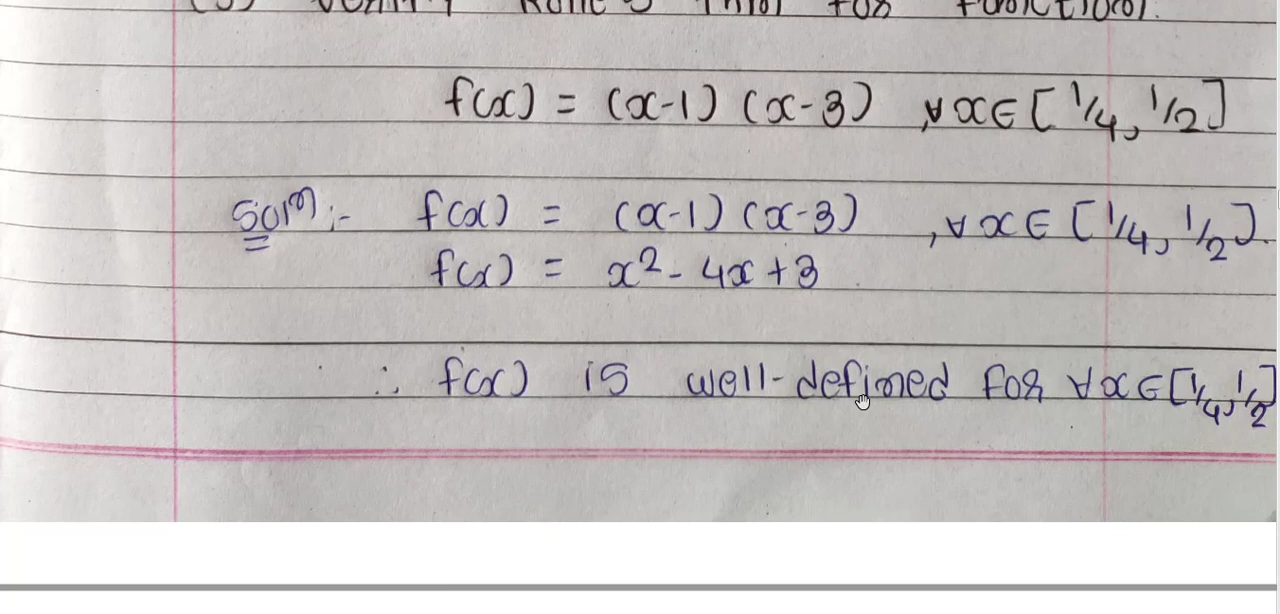 f(x) = (x-1) (x-3) , ∀ x ∈ [ 1/4, 1/2 ]
Solⁿ:- f(x) = (x-1) (x-3) , ∀ x ∈ [ 1/4, 1/2 ].
f(x) = x² - 4x + 3
∴ f(x) is well-defined for ∀ x ∈ [ 1/4, 1/2 ]